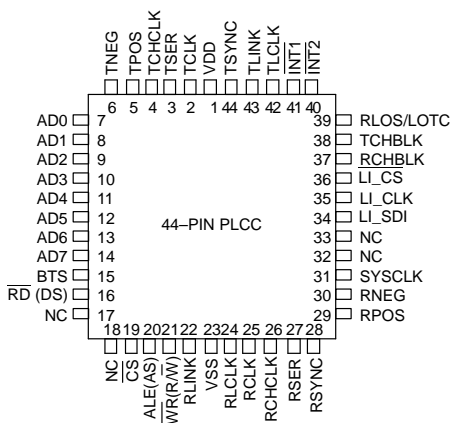 TNEG
TPOS
TCHCLK
TSER
TCLK
VDD
TSYNC
TLINK
TLCLK
INT1
INT2
6 5 4 3 2 1 44 43 42 41 40
AD0 7
AD1 8
AD2 9
AD3 10
AD4 11
AD5 12
AD6 13
AD7 14
BTS 15
RD (DS) 16
NC 17
44–PIN PLCC
39 RLOS/LOTC
38 TCHBLK
37 RCHBLK
36 LI_CS
35 LI_CLK
34 LI_SDI
33 NC
32 NC
31 SYSCLK
30 RNEG
29 RPOS
18 19 20 21 22 23 24 25 26 27 28
NC
CS
ALE(AS)
WR(R/W)
RLINK
VSS
RLCLK
RCLK
RCHCLK
RSER
RSYNC